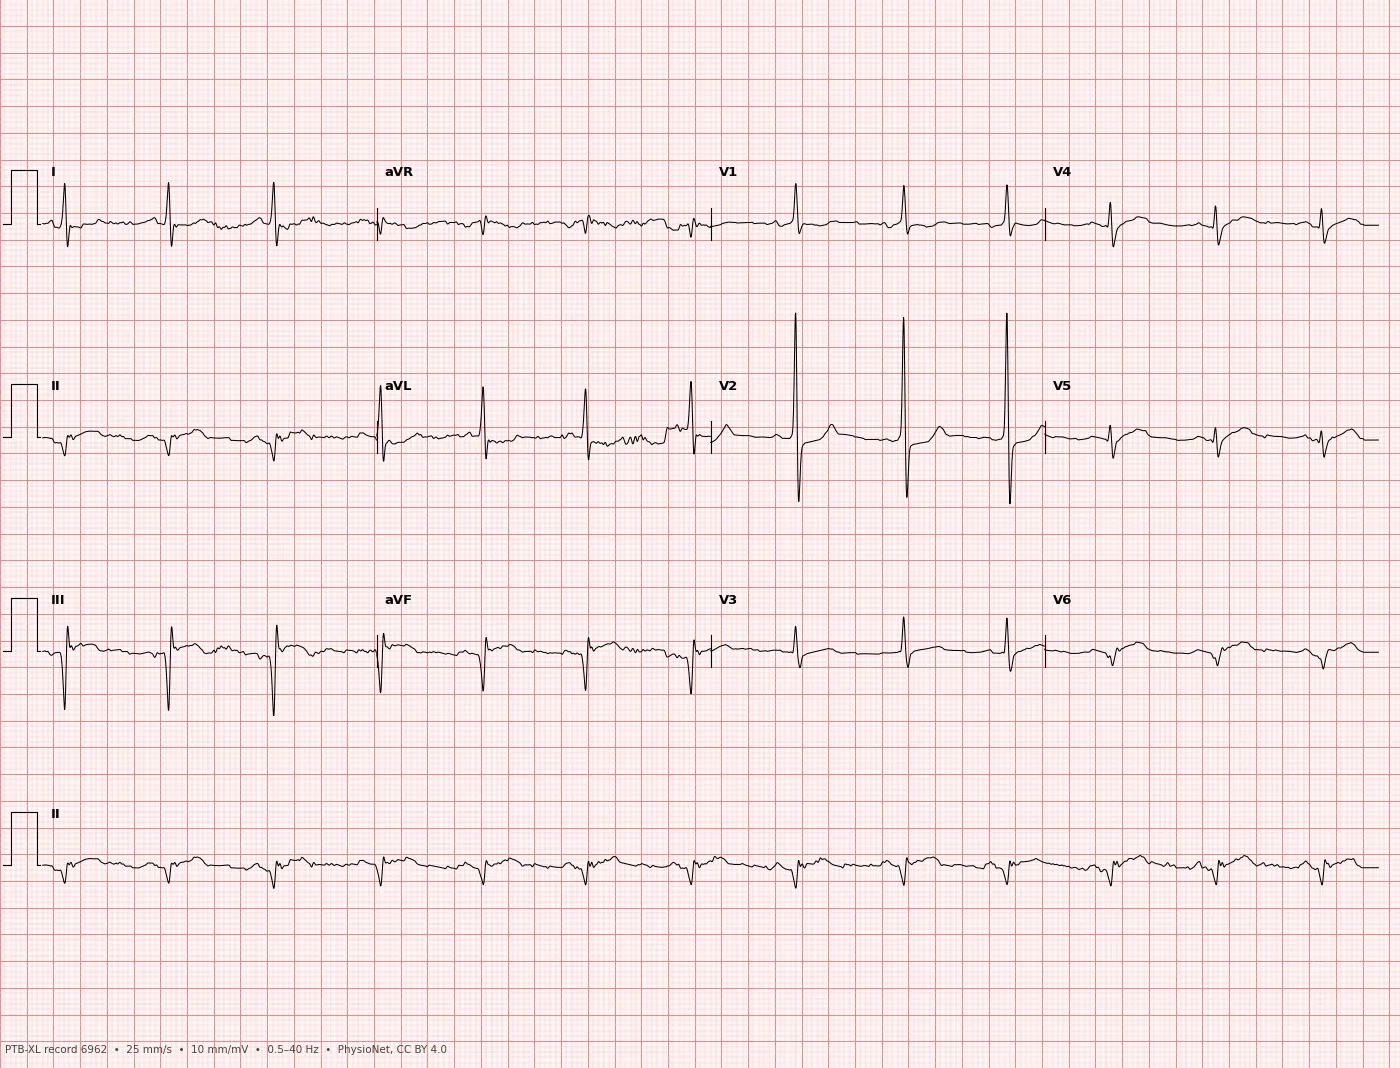 I aVR V1 V4
II aVL V2 V5
III aVF V3 V6
II
PTB-XL record 6962 • 25 mm/s • 10 mm/mV • 0.5–40 Hz • PhysioNet, CC BY 4.0